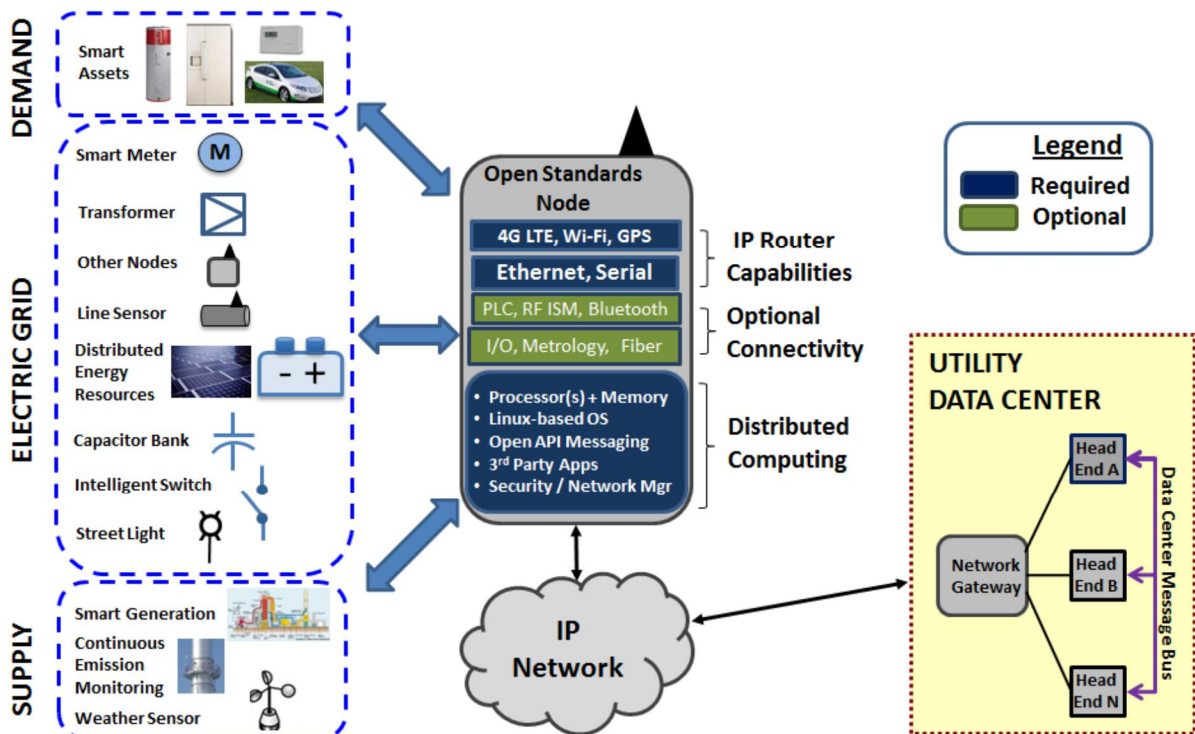 DEMAND
Smart
Assets
ELECTRIC GRID
Smart Meter
M
Transformer
Other Nodes
Line Sensor
Distributed
Energy
Resources
- +
Capacitor Bank
Intelligent Switch
Street Light
SUPPLY
Smart Generation
Continuous
Emission
Monitoring
Weather Sensor
Open Standards
Node
4G LTE, Wi-Fi, GPS
Ethernet, Serial
PLC, RF ISM, Bluetooth
I/O, Metrology, Fiber
• Processor(s) + Memory
• Linux-based OS
• Open API Messaging
• 3rd Party Apps
• Security / Network Mgr
IP Router
Capabilities
Optional
Connectivity
Distributed
Computing
IP
Network
Legend
Required
Optional
UTILITY
DATA CENTER
Network
Gateway
Head
End A
Head
End B
Head
End N
Data Center Message Bus